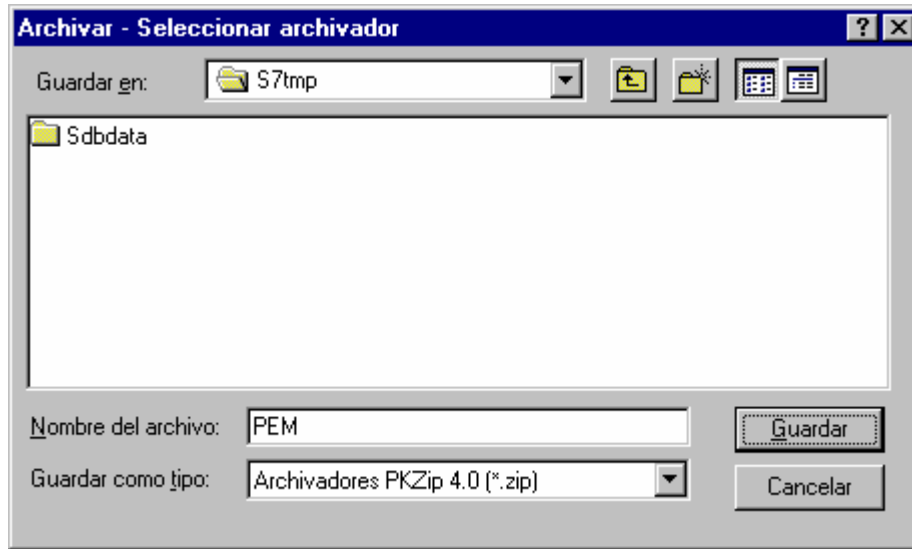 Archivar - Seleccionar archivador
Guardar en: S7tmp
Sdbdata
Nombre del archivo: PEM Guardar
Guardar como tipo: Archivadores PKZip 4.0 (*.zip) Cancelar